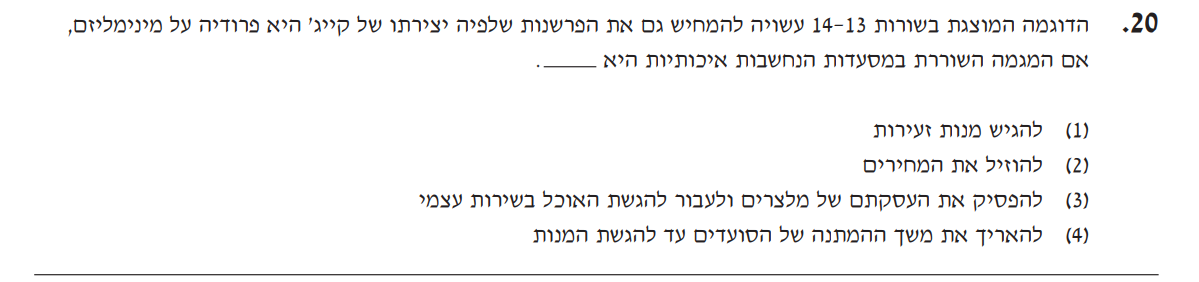 20. הדוגמה המוצגת בשורות 13–14 עשויה להמחיש גם את הפרשנות שלפיה יצירתו של קייג' היא פרודיה על מינימליזם,
אם המגמה השוררת במסעדות הנחשבות איכותיות היא _____.
(1) להגיש מנות זעירות
(2) להוזיל את המחירים
(3) להפסיק את העסקתם של מלצרים ולעבור להגשת האוכל בשירות עצמי
(4) להאריך את משך ההמתנה של הסועדים עד להגשת המנות